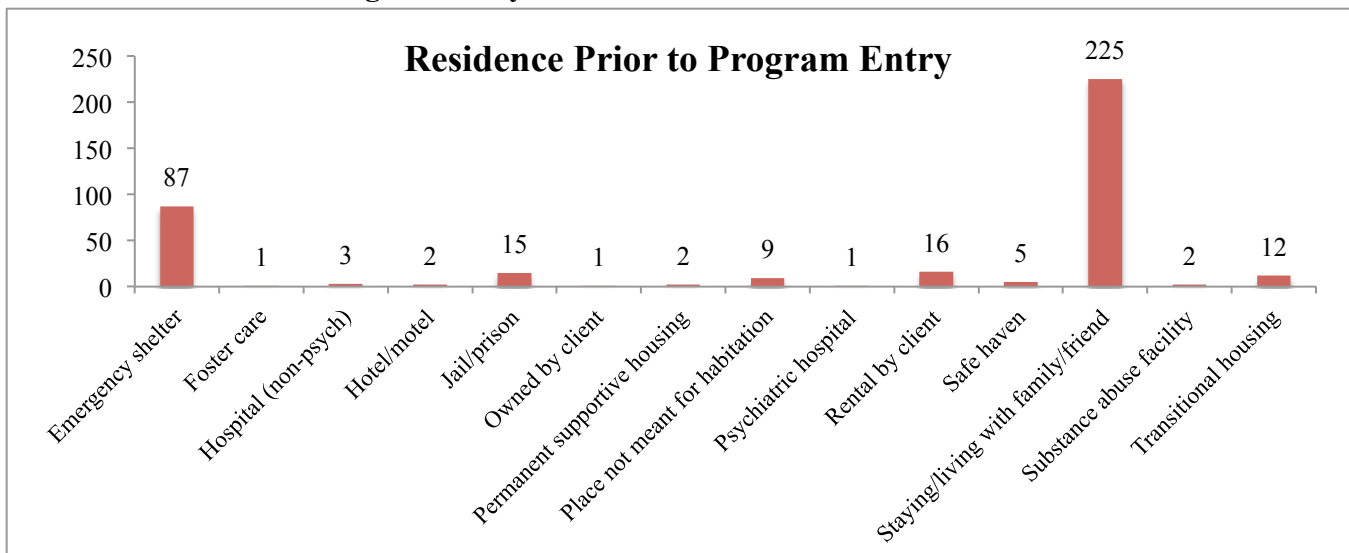 Residence Prior to Program Entry
250
200
150
100
50
0
87
1
3
2
15
1
2
9
1
16
5
225
2
12
Emergency shelter
Foster care
Hospital (non-psych)
Hotel/motel
Jail/prison
Owned by client
Permanent supportive housing
Place not meant for habitation
Psychiatric hospital
Rental by client
Safe haven
Staying/living with family/friend
Substance abuse facility
Transitional housing